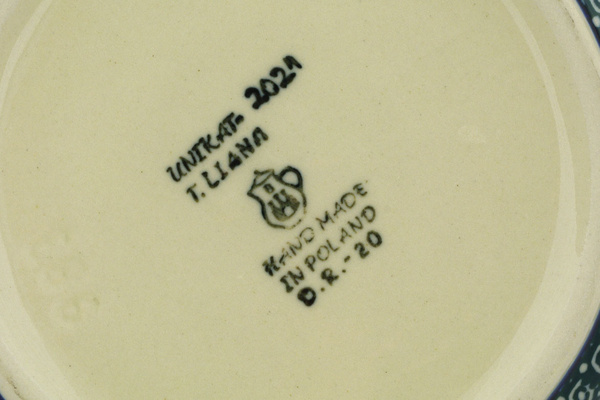 UNIKAT- 2021
T. LIANA
B
HAND MADE
IN POLAND
D.R.-20